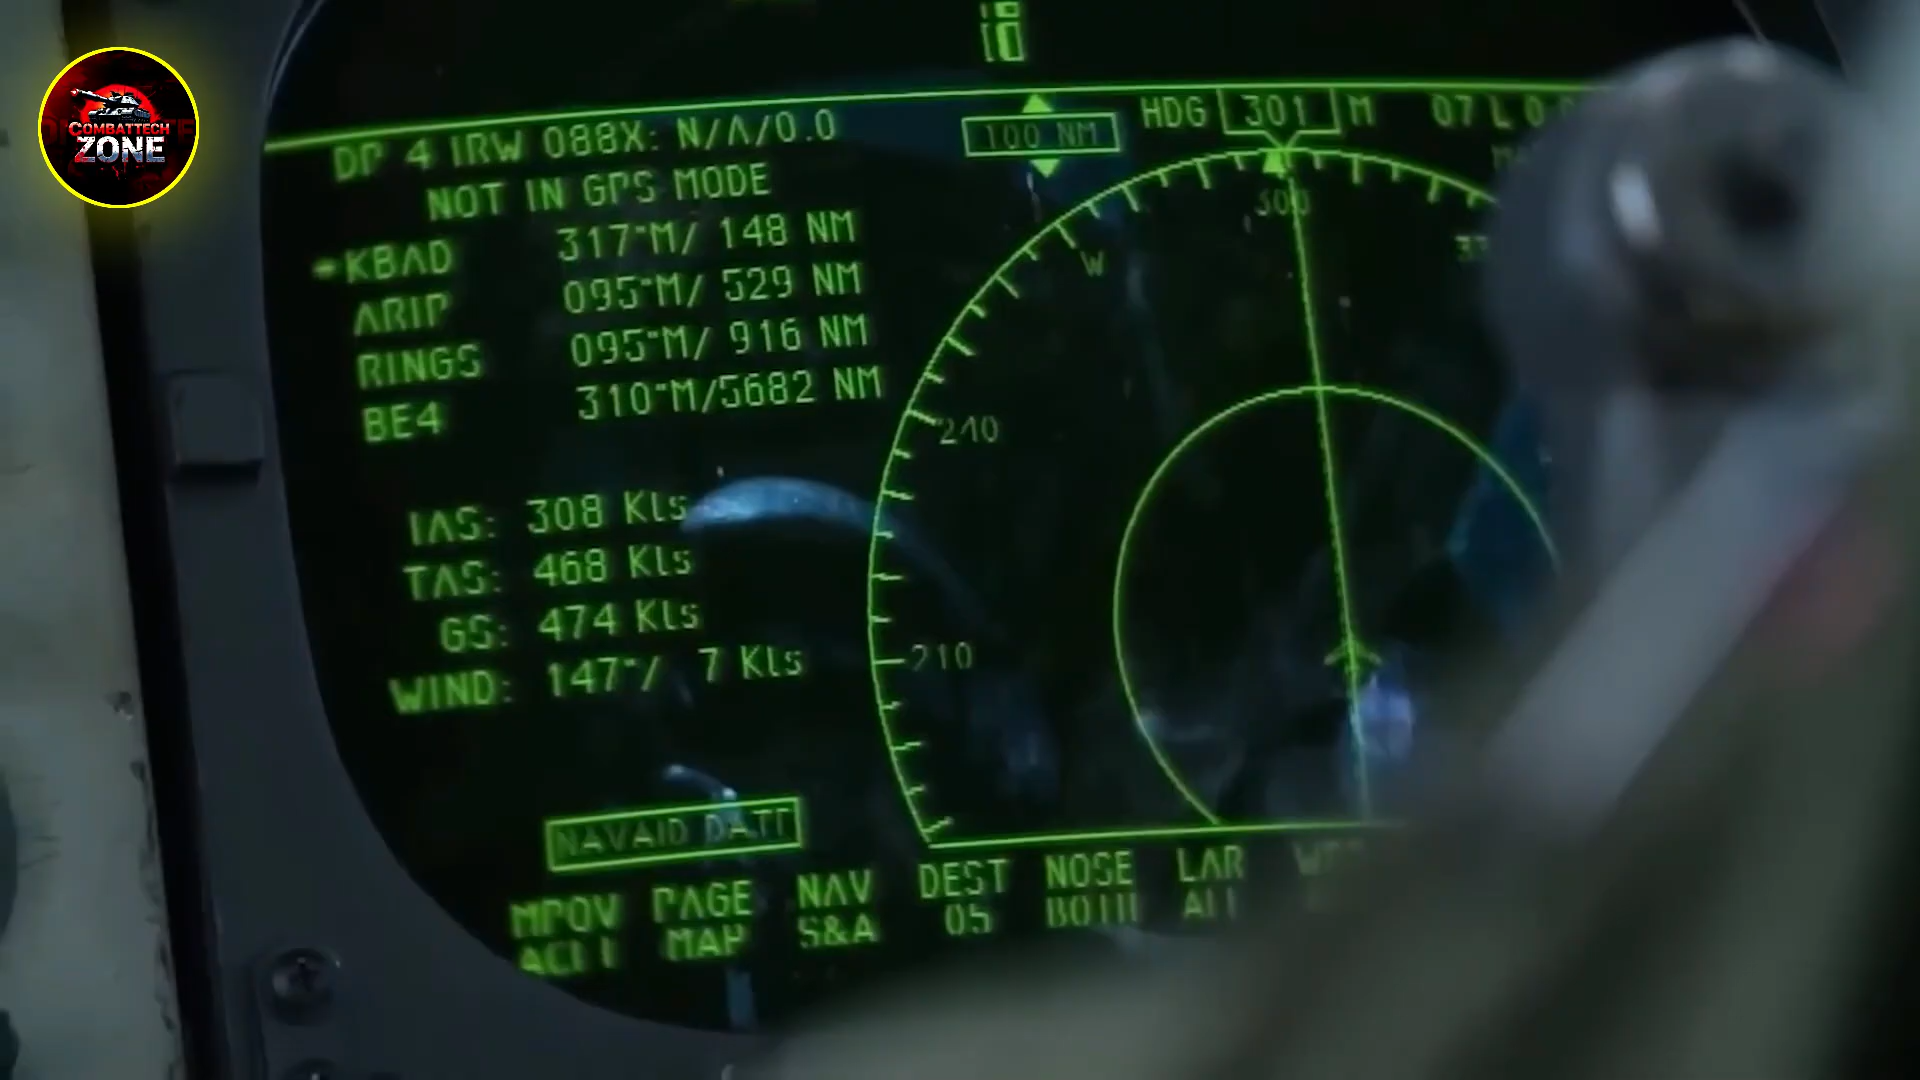 COMBATTECH
ZONE
DP 4 IRW 088X: N/A/0.0
NOT IN GPS MODE
KBAD 317°M/ 148 NM
ARIP 095°M/ 529 NM
RINGS 095°M/ 916 NM
BE4 310°M/5682 NM
IAS: 308 Kts
TAS: 468 Kts
GS: 474 Kts
WIND: 147°/ 7 Kts
100 NM
HDG 301 M 07 L
300
W
240
210
NAVAID DATT
PAGE NAV DEST NOSE LAR
MAP S&A 05 BOTH ALL